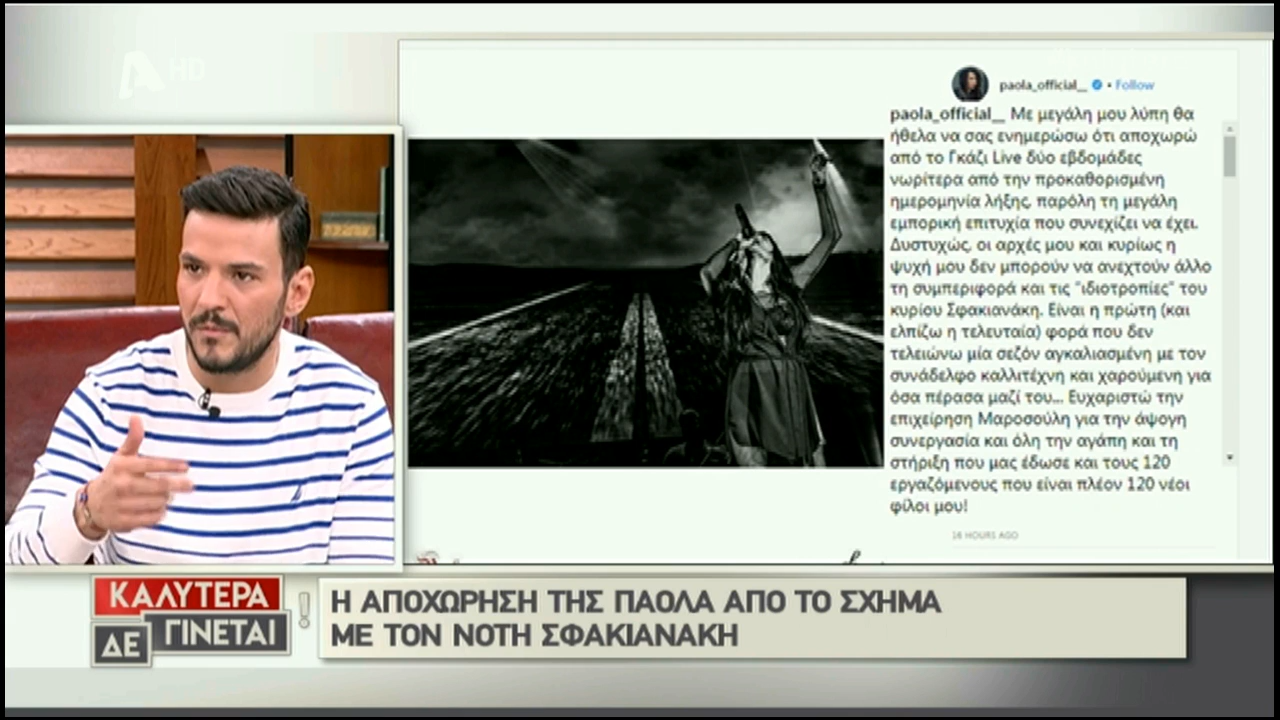 A HD
paola_official__ • Follow
paola_official__ Με μεγάλη μου λύπη θα
ήθελα να σας ενημερώσω ότι αποχωρώ
από το Γκάζι Live δύο εβδομάδες
νωρίτερα από την προκαθορισμένη
ημερομηνία λήξης, παρόλη τη μεγάλη
εμπορική επιτυχία που συνεχίζει να έχει.
Δυστυχώς, οι αρχές μου και κυρίως η
ψυχή μου δεν μπορούν να ανεχτούν άλλο
τη συμπεριφορά και τις "ιδιοτροπίες" του
κυρίου Σφακιανάκη. Είναι η πρώτη (και
ελπίζω η τελευταία) φορά που δεν
τελειώνω μία σεζόν αγκαλιασμένη με τον
συνάδελφο καλλιτέχνη και χαρούμενη για
όσα πέρασα μαζί του... Ευχαριστώ την
επιχείρηση Μαροσούλη για την άψογη
συνεργασία και όλη την αγάπη και τη
στήριξη που μας έδωσε και τους 120
εργαζόμενους που είναι πλέον 120 νέοι
φίλοι μου!
16 HOURS AGO
ΚΑΛΥΤΕΡΑ
ΔΕ ΓΙΝΕΤΑΙ !
Η ΑΠΟΧΩΡΗΣΗ ΤΗΣ ΠΑΟΛΑ ΑΠΟ ΤΟ ΣΧΗΜΑ
ΜΕ ΤΟΝ ΝΟΤΗ ΣΦΑΚΙΑΝΑΚΗ